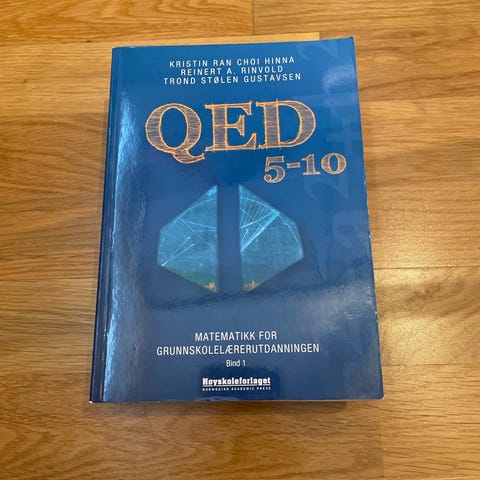 KRISTIN RAN CHOI HINNA
REINERT A. RINVOLD
TROND STØLEN GUSTAVSEN
QED
5-10
MATEMATIKK FOR
GRUNNSKOLELÆRERUTDANNINGEN
Bind 1
Høyskoleforlaget
NORWEGIAN ACADEMIC PRESS